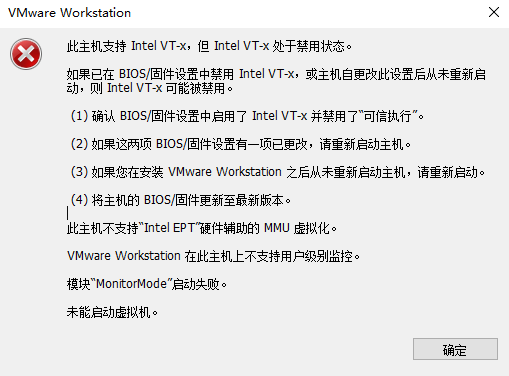 VMware Workstation
此主机支持 Intel VT-x，但 Intel VT-x 处于禁用状态。
如果已在 BIOS/固件设置中禁用 Intel VT-x，或主机自更改此设置后从未重新启
动，则 Intel VT-x 可能被禁用。
(1) 确认 BIOS/固件设置中启用了 Intel VT-x 并禁用了“可信执行”。
(2) 如果这两项 BIOS/固件设置有一项已更改，请重新启动主机。
(3) 如果您在安装 VMware Workstation 之后从未重新启动主机，请重新启动。
(4) 将主机的 BIOS/固件更新至最新版本。
此主机不支持“Intel EPT”硬件辅助的 MMU 虚拟化。
VMware Workstation 在此主机上不支持用户级别监控。
模块“MonitorMode”启动失败。
未能启动虚拟机。
确定